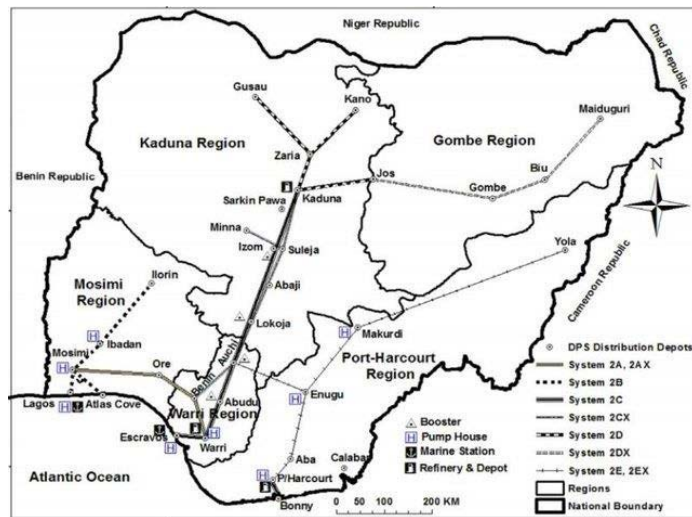 Niger Republic
Chad Republic
Gusau
Kano
Maiduguri
Kaduna Region
Gombe Region
Zaria
Benin Republic
Jos
Biu
N
Sarkin Pawa
Kaduna
Gombe
Minna
Izom
Suleja
Yola
Ilorin
Abaji
Cameroon Republic
Mosimi
Region
Lokoja
Makurdi
Ibadan
Mosimi
Auchi
Port-Harcourt
Region
Ore
Benin
Enugu
Lagos
Atlas Cove
Abudu
Warri Region
Escravos
Warri
Aba
Calabar
Atlantic Ocean
P/Harcourt
Bonny
Booster
Pump House
Marine Station
Refinery & Depot
0 50 100 200 KM
DPS Distribution Depots
System 2A, 2AX
System 2B
System 2C
System 2CX
System 2D
System 2DX
System 2E, 2EX
Regions
National Boundary